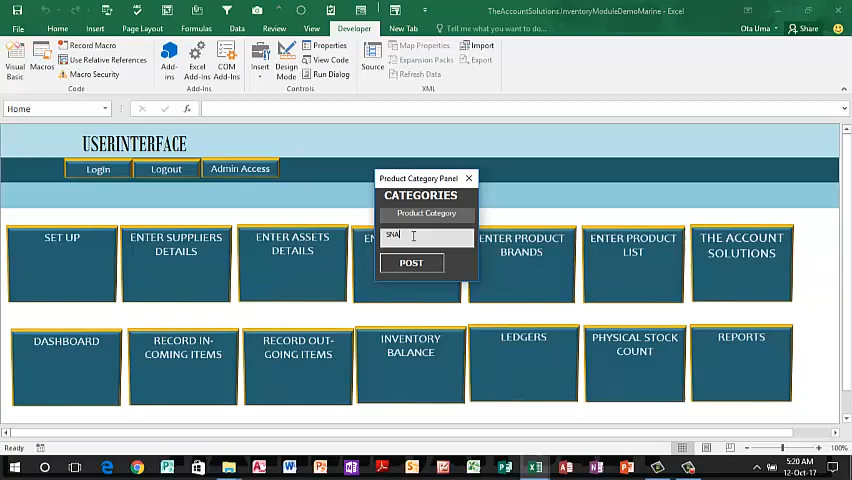 TheAccountSolutions.InventoryModuleDemoMarine - Excel
File Home Insert Page Layout Formulas Data Review View Developer New Tab Tell me what you want to do... Ota Uma Share
Visual Basic
Macros
Record Macro
Use Relative References
Macro Security
Code
Add-ins
Excel Add-Ins
COM Add-Ins
Add-Ins
Insert
Design Mode
Properties
View Code
Run Dialog
Controls
Source
Map Properties
Expansion Packs
Refresh Data
Import
Export
XML
Home
USERINTERFACE
Login Logout Admin Access
Product Category Panel
CATEGORIES
Product Category
SNA
POST
SET UP
ENTER SUPPLIERS
DETAILS
ENTER ASSETS
DETAILS
ENTER PRODUCT
BRANDS
ENTER PRODUCT
LIST
THE ACCOUNT
SOLUTIONS
DASHBOARD
RECORD IN-
COMING ITEMS
RECORD OUT-
GOING ITEMS
INVENTORY
BALANCE
LEDGERS
PHYSICAL STOCK
COUNT
REPORTS
Ready
100%
5:20 AM
12-Oct-17